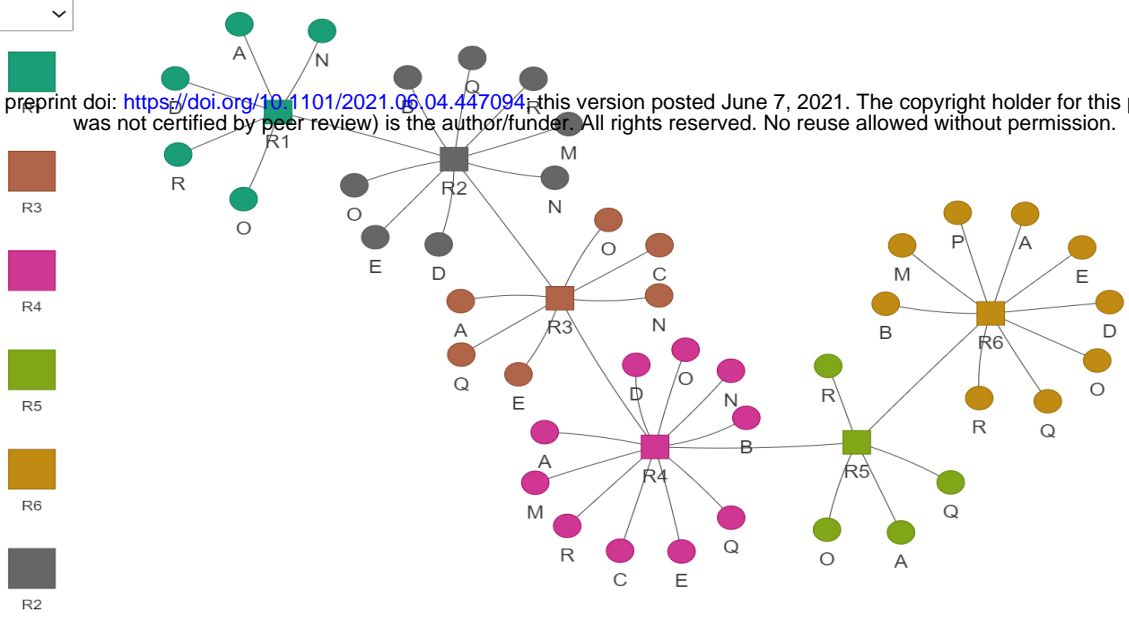 A
N
Q
B
R
D
R1
preprint doi: https://doi.org/10.1101/2021.06.04.447094; this version posted June 7, 2021. The copyright holder for this p
was not certified by peer review) is the author/funder. All rights reserved. No reuse allowed without permission.
R1
M
R
R2
O
N
O
E
D
R3
O
C
A
R3
N
Q
E
P
A
M
E
B
R6
D
O
R
Q
R4
D
O
N
B
A
R4
M
R
C
E
Q
R
R5
Q
O
A
R5
R6
R2